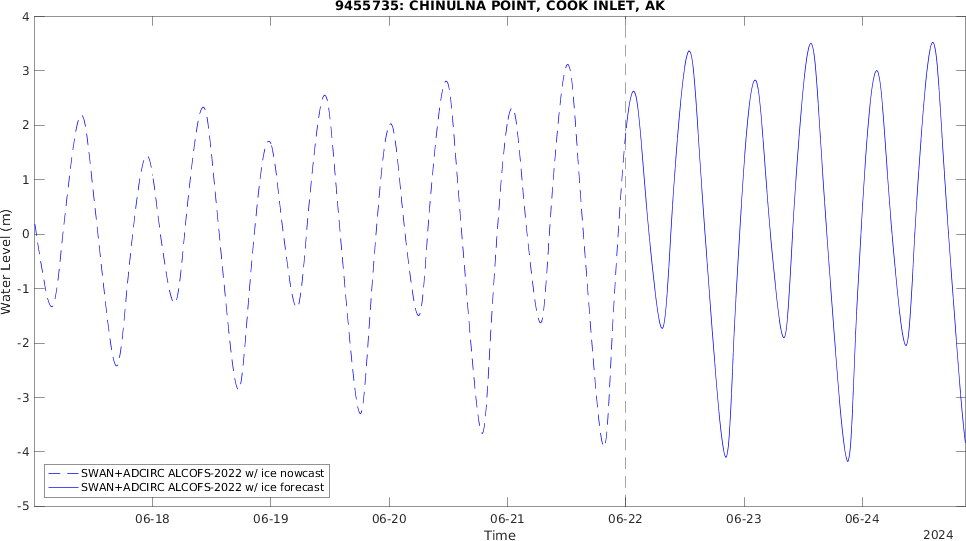 9455735: CHINULNA POINT, COOK INLET, AK
4
3
2
1
0
-1
-2
-3
-4
-5
Water Level (m)
SWAN+ADCIRC ALCOFS-2022 w/ ice nowcast
SWAN+ADCIRC ALCOFS-2022 w/ ice forecast
06-18 06-19 06-20 06-21 06-22 06-23 06-24
Time
2024